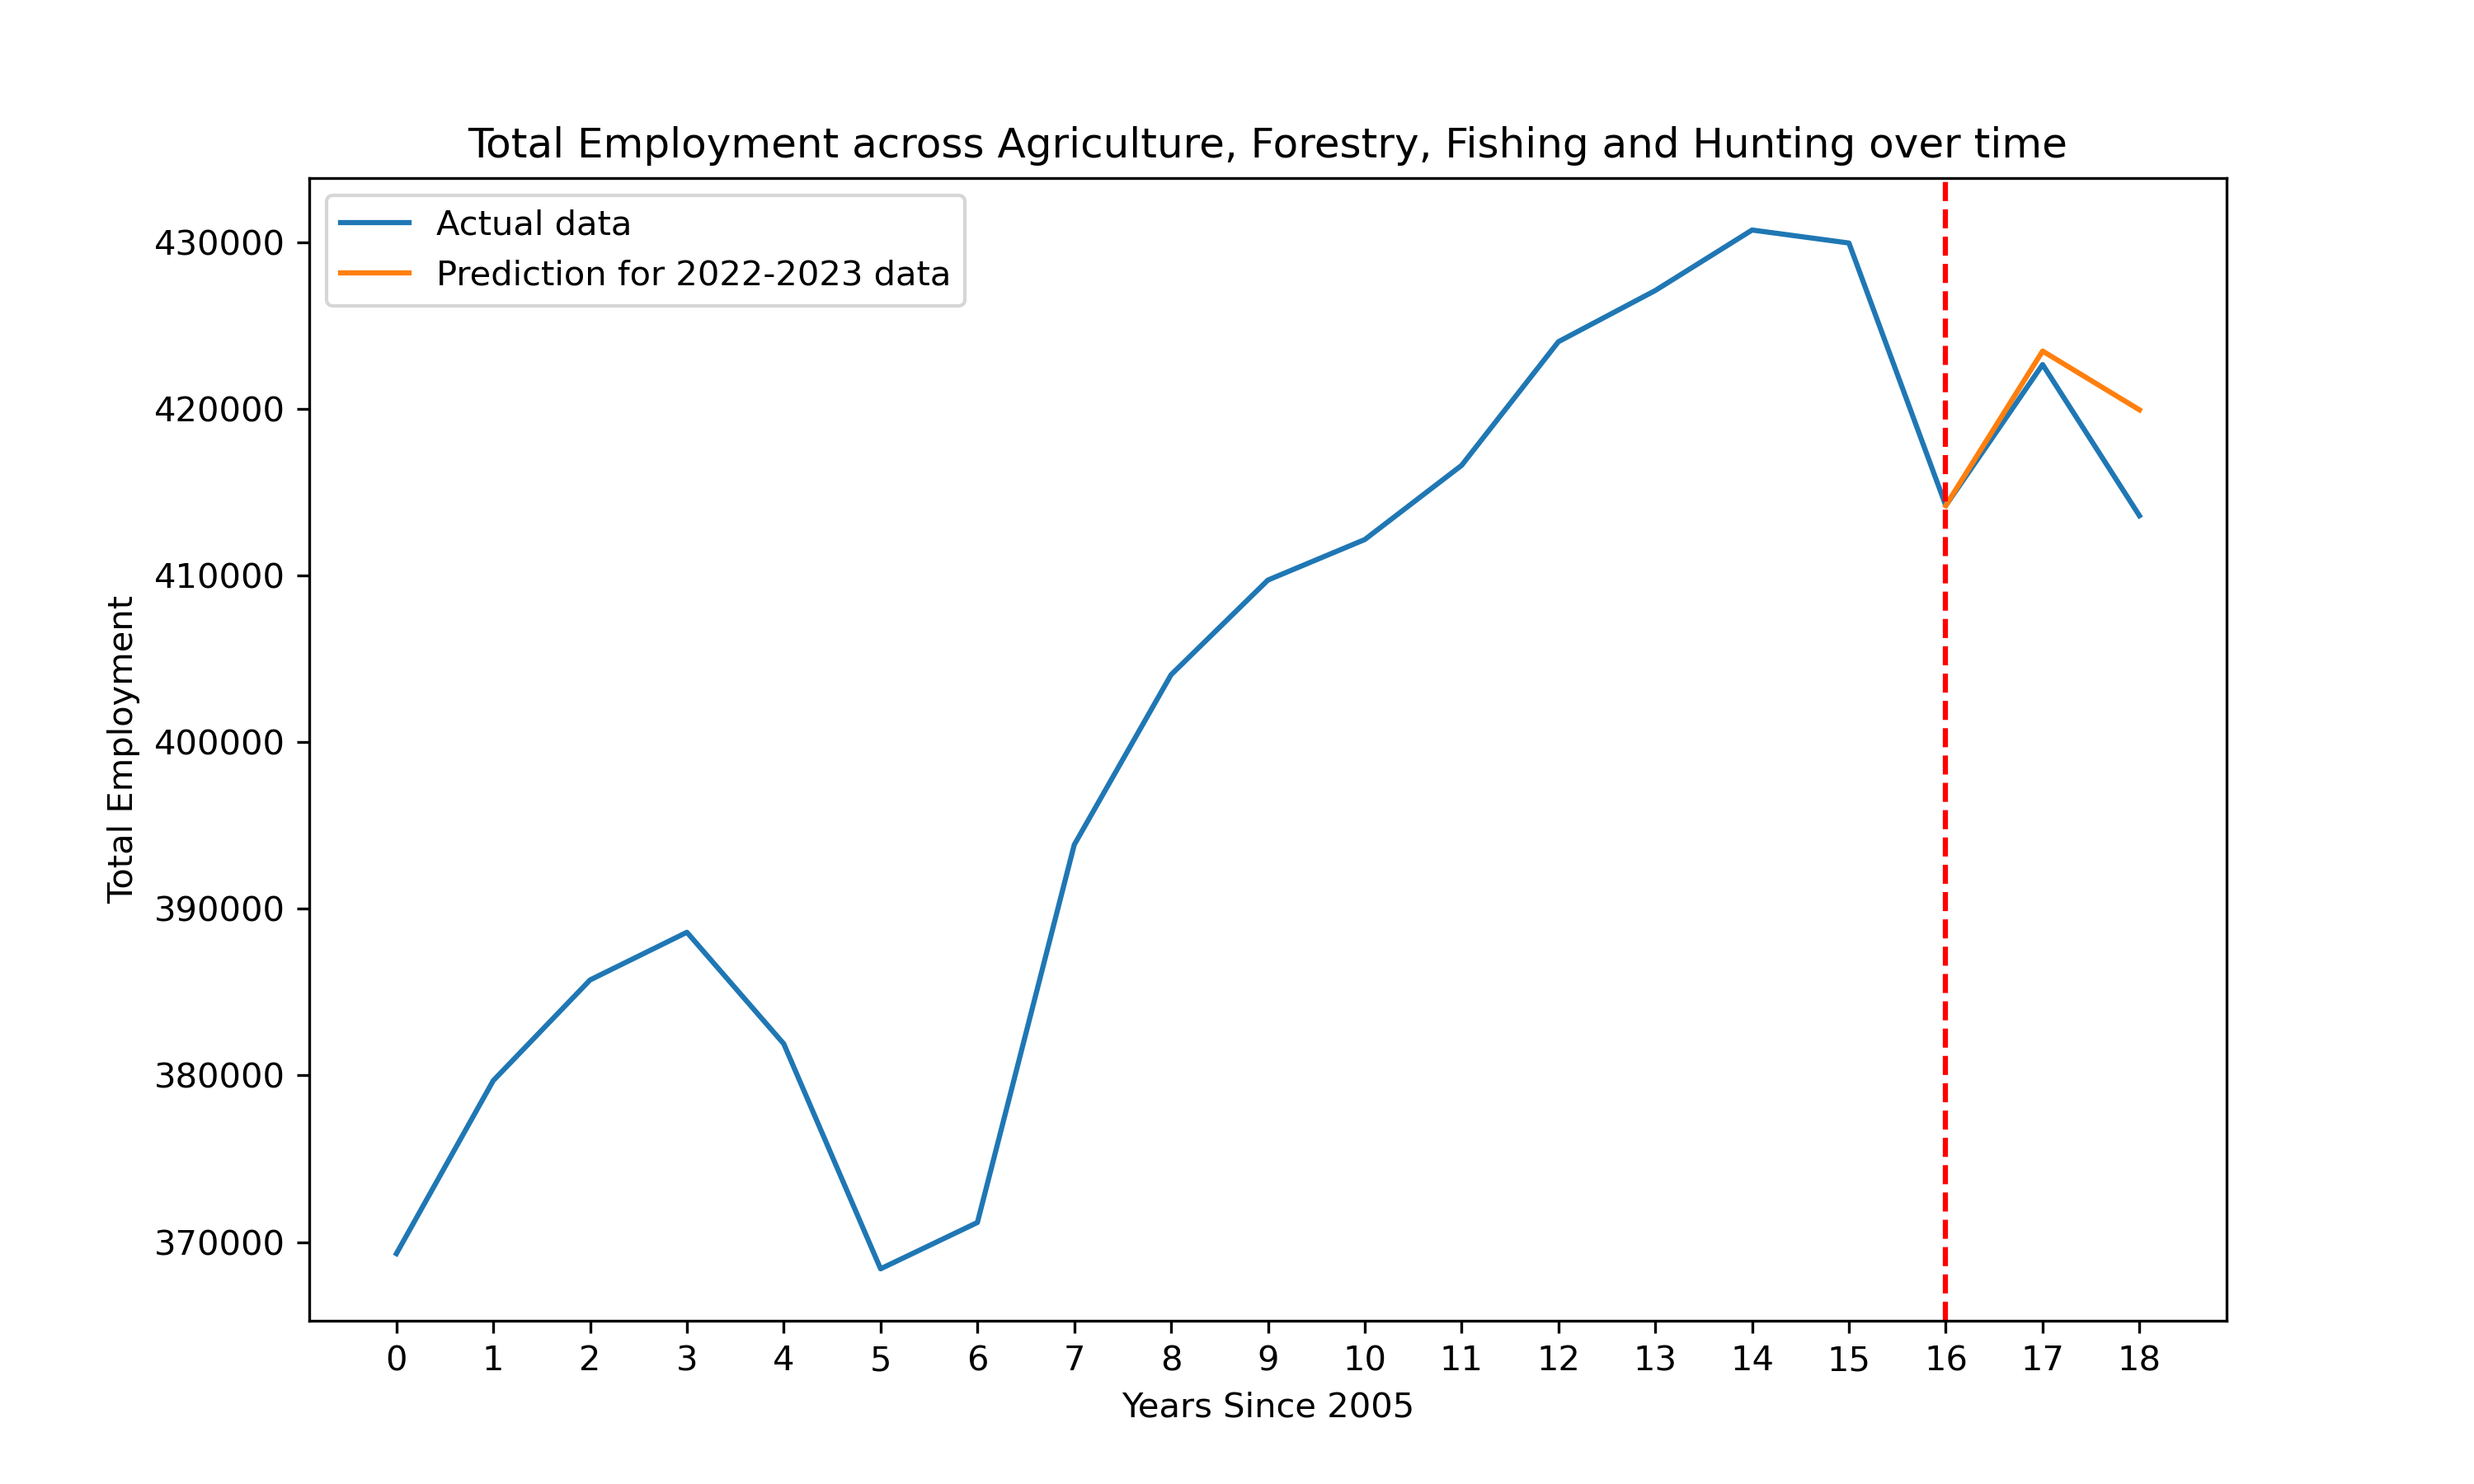 Total Employment across Agriculture, Forestry, Fishing and Hunting over time
Actual data
Prediction for 2022-2023 data
430000
420000
410000
400000
390000
380000
370000
Total Employment
0 1 2 3 4 5 6 7 8 9 10 11 12 13 14 15 16 17 18
Years Since 2005